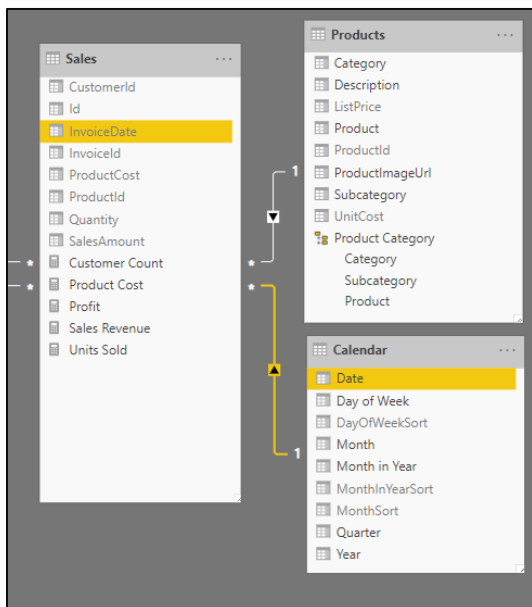 Sales
...
CustomerId
Id
InvoiceDate
InvoiceId
ProductCost
ProductId
Quantity
SalesAmount
* Customer Count *
* Product Cost *
Profit
Sales Revenue
Units Sold
1
1
Products
...
Category
Description
ListPrice
Product
ProductId
ProductImageUrl
Subcategory
UnitCost
Product Category
Category
Subcategory
Product
Calendar
...
Date
Day of Week
DayOfWeekSort
Month
Month in Year
MonthInYearSort
MonthSort
Quarter
Year